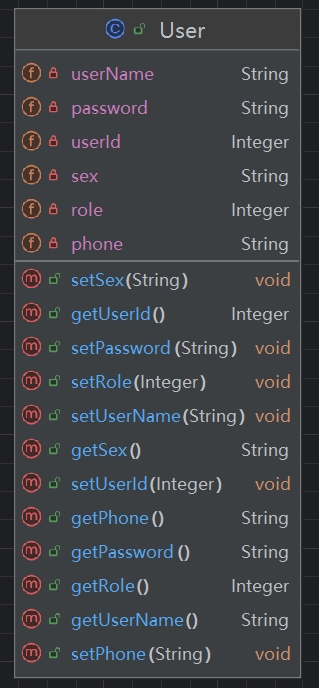 C User
f userName String
f password String
f userId Integer
f sex String
f role Integer
f phone String
m setSex(String) void
m getUserId() Integer
m setPassword(String) void
m setRole(Integer) void
m setUserName(String) void
m getSex() String
m setUserId(Integer) void
m getPhone() String
m getPassword() String
m getRole() Integer
m getUserName() String
m setPhone(String) void